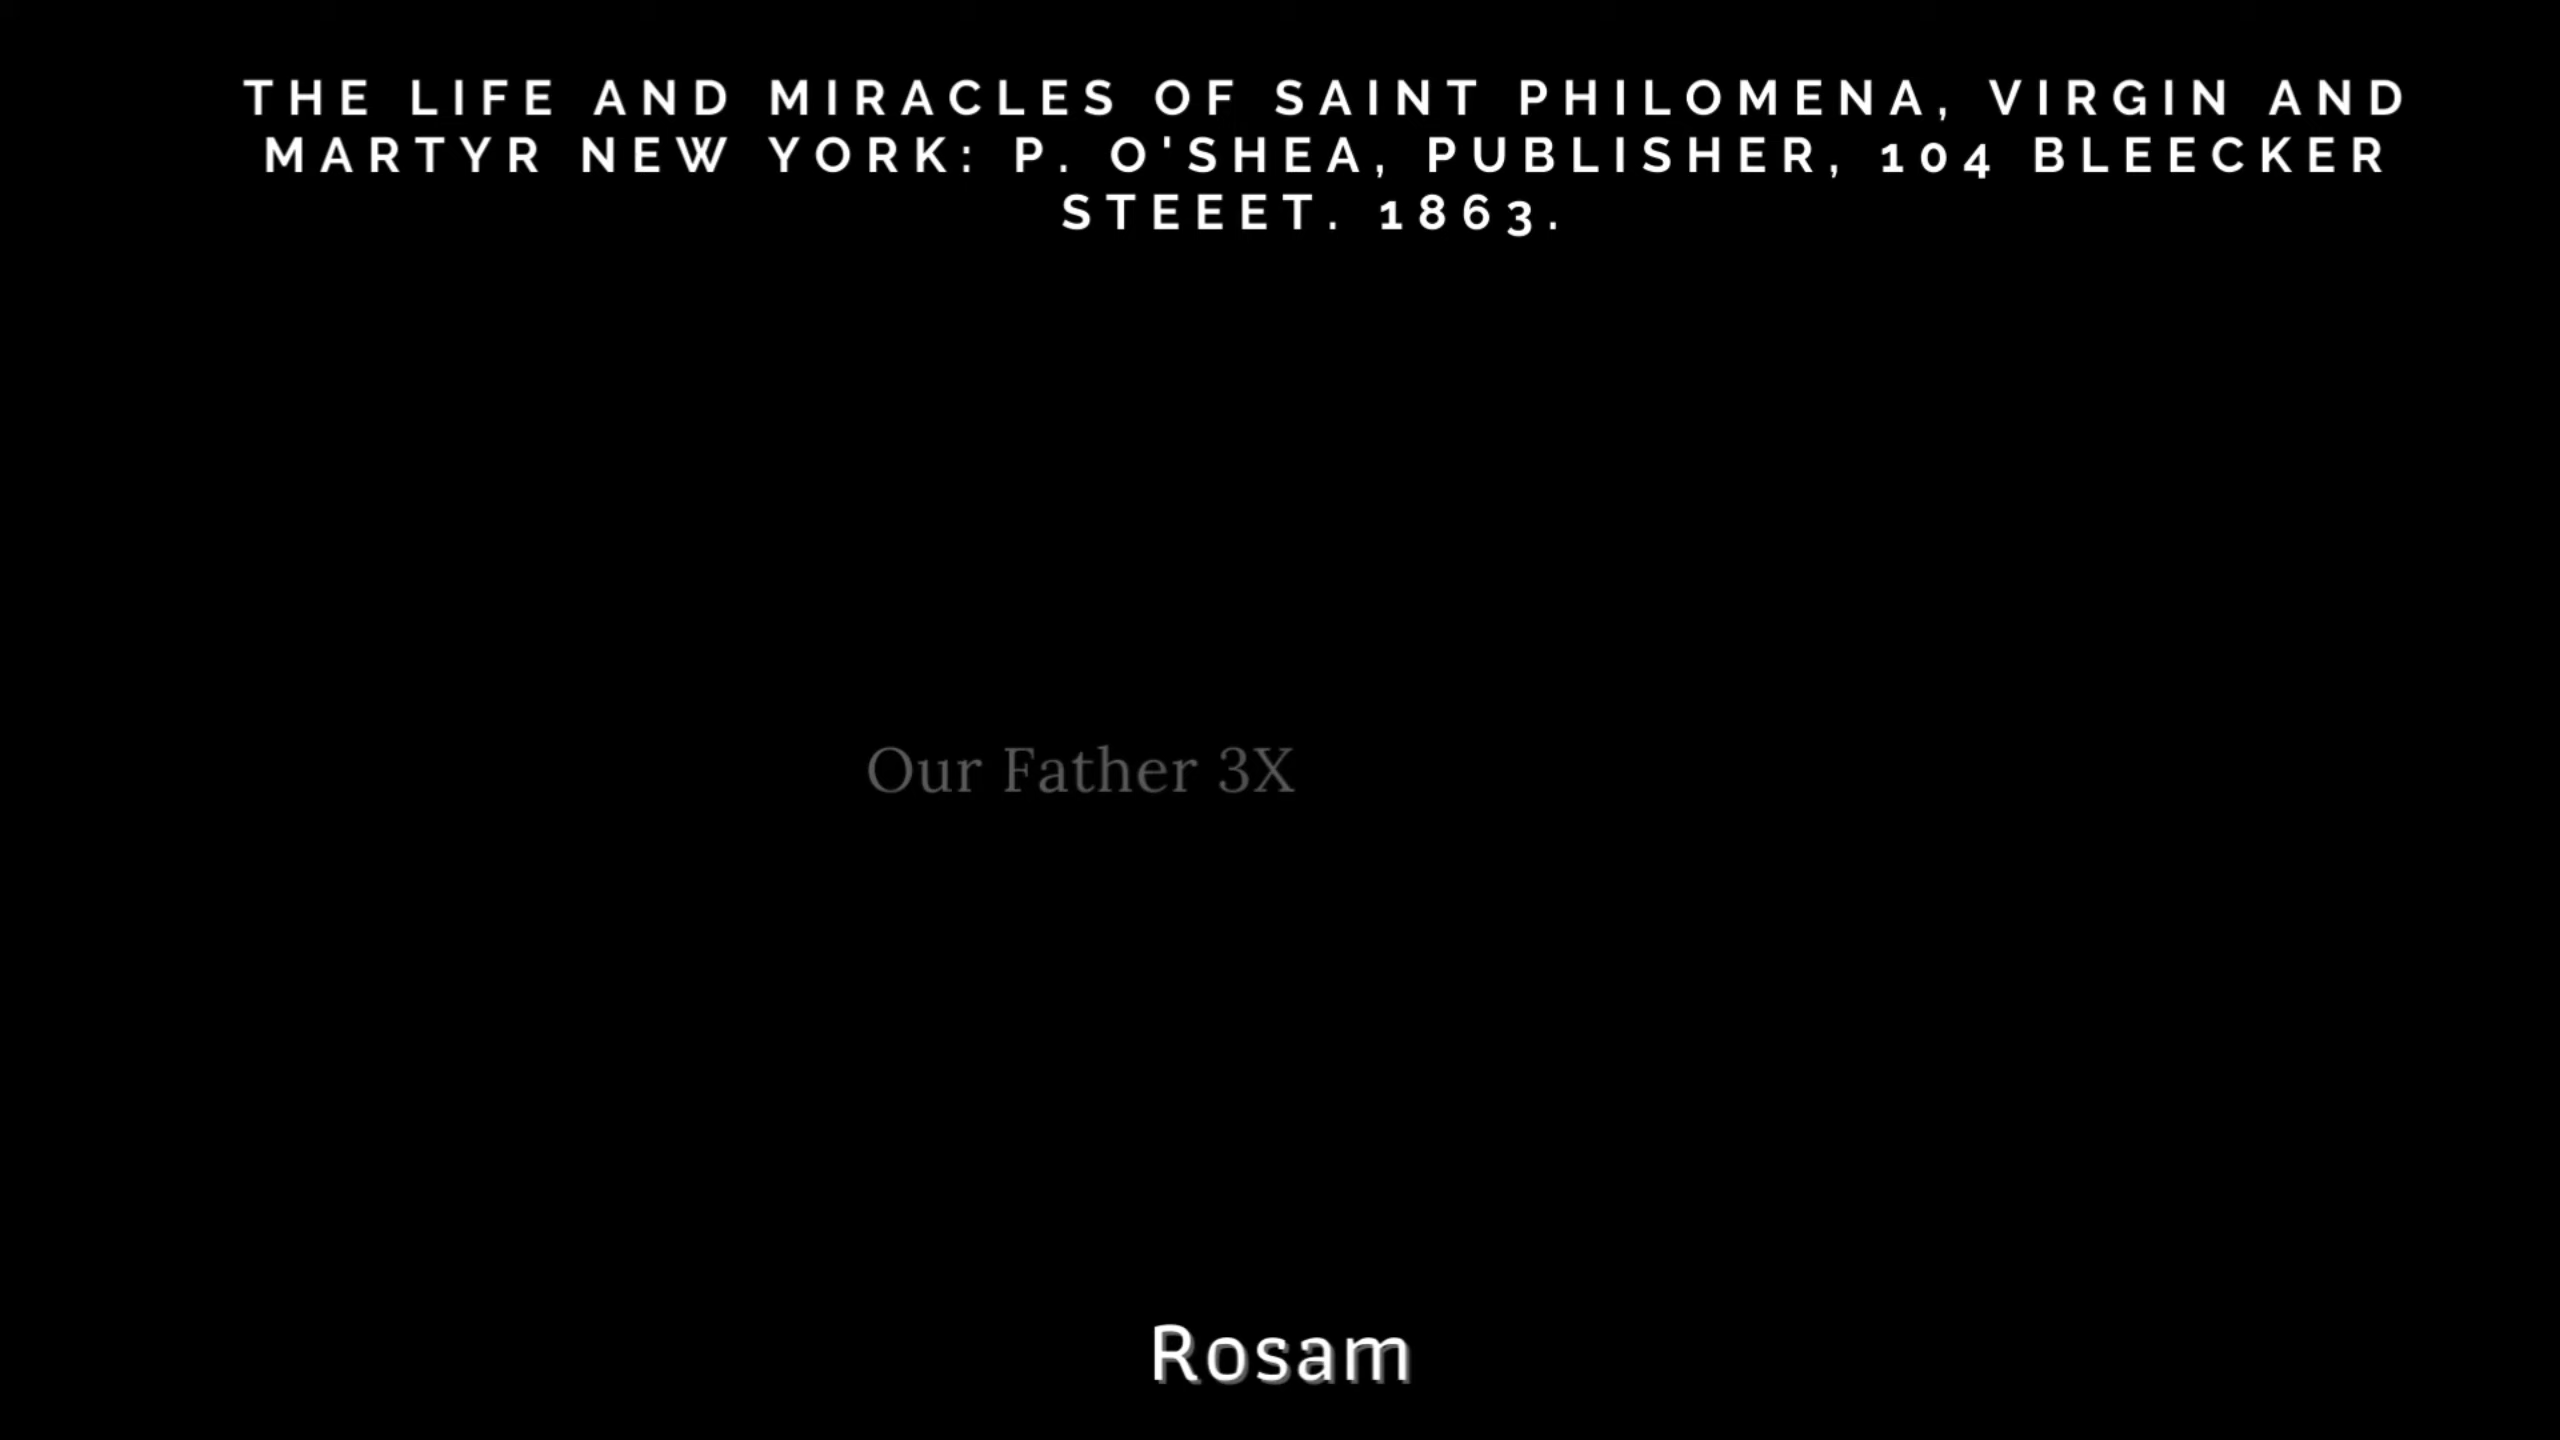 THE LIFE AND MIRACLES OF SAINT PHILOMENA, VIRGIN AND
MARTYR NEW YORK: P. O'SHEA, PUBLISHER, 104 BLEECKER
STEEET. 1863.
Our Father 3X
Rosam